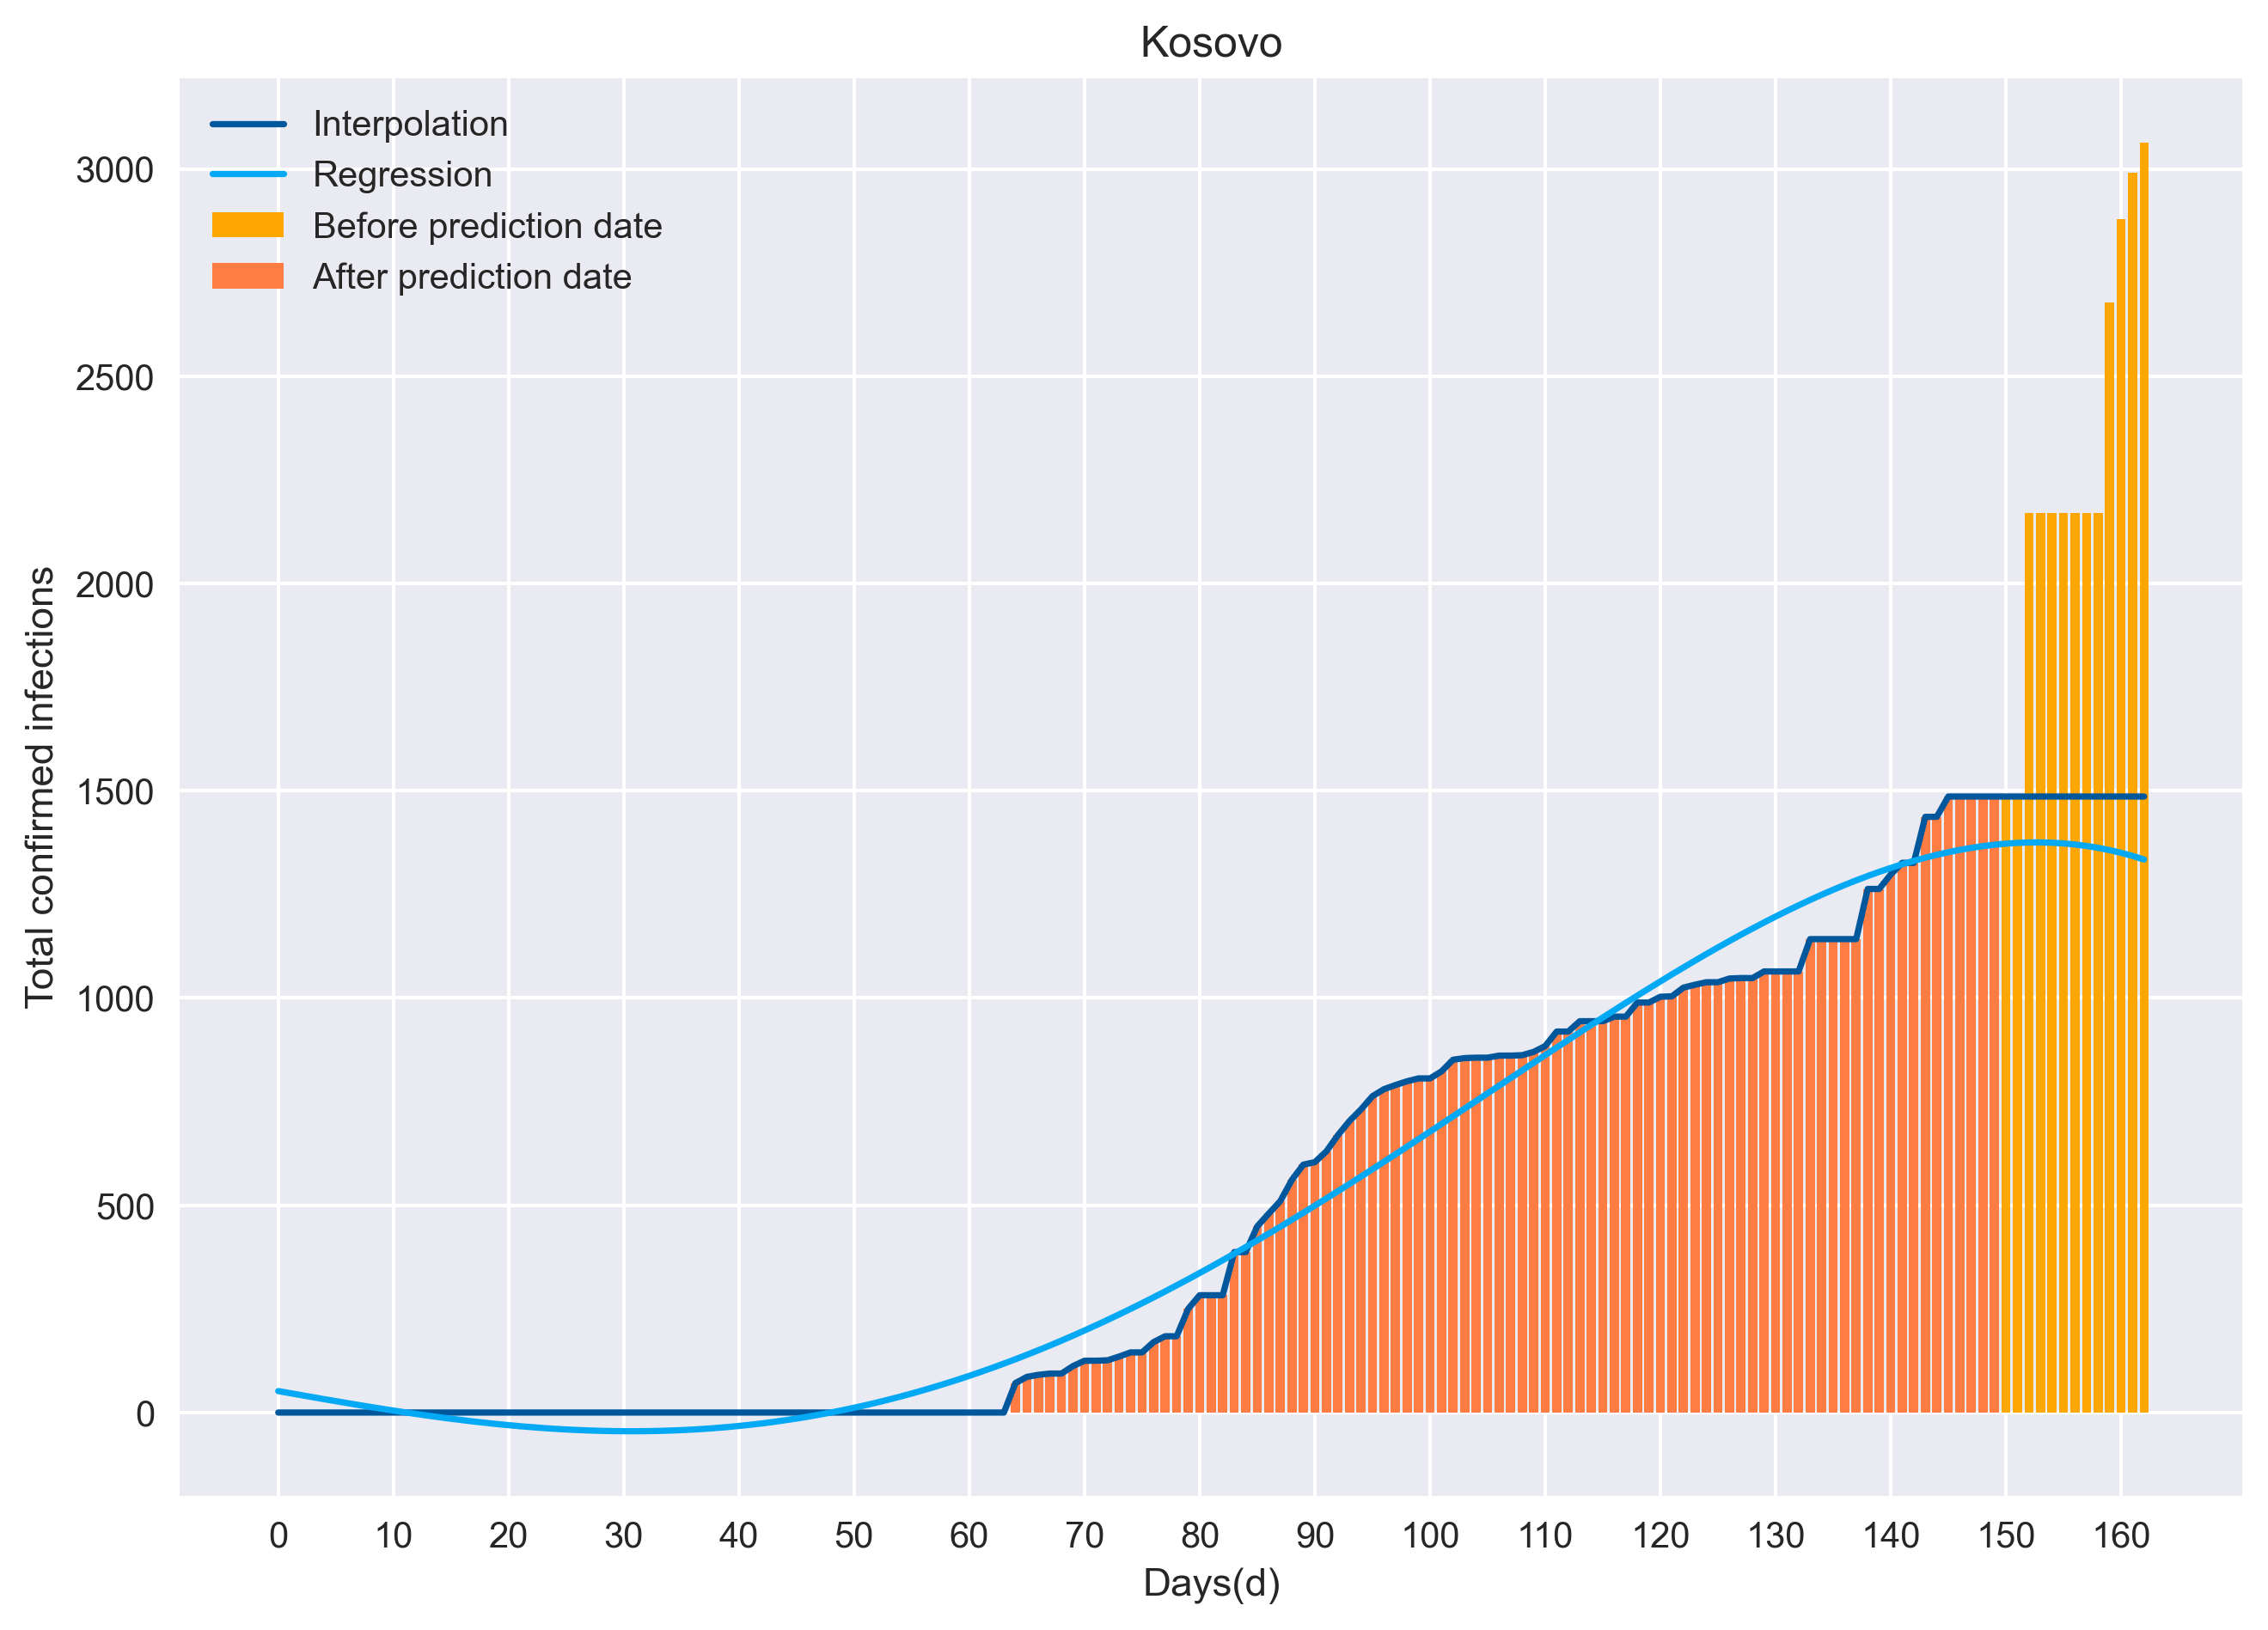 Kosovo
Interpolation
Regression
Before prediction date
After prediction date
3000
2500
2000
1500
1000
500
0
Total confirmed infections
0 10 20 30 40 50 60 70 80 90 100 110 120 130 140 150 160
Days(d)